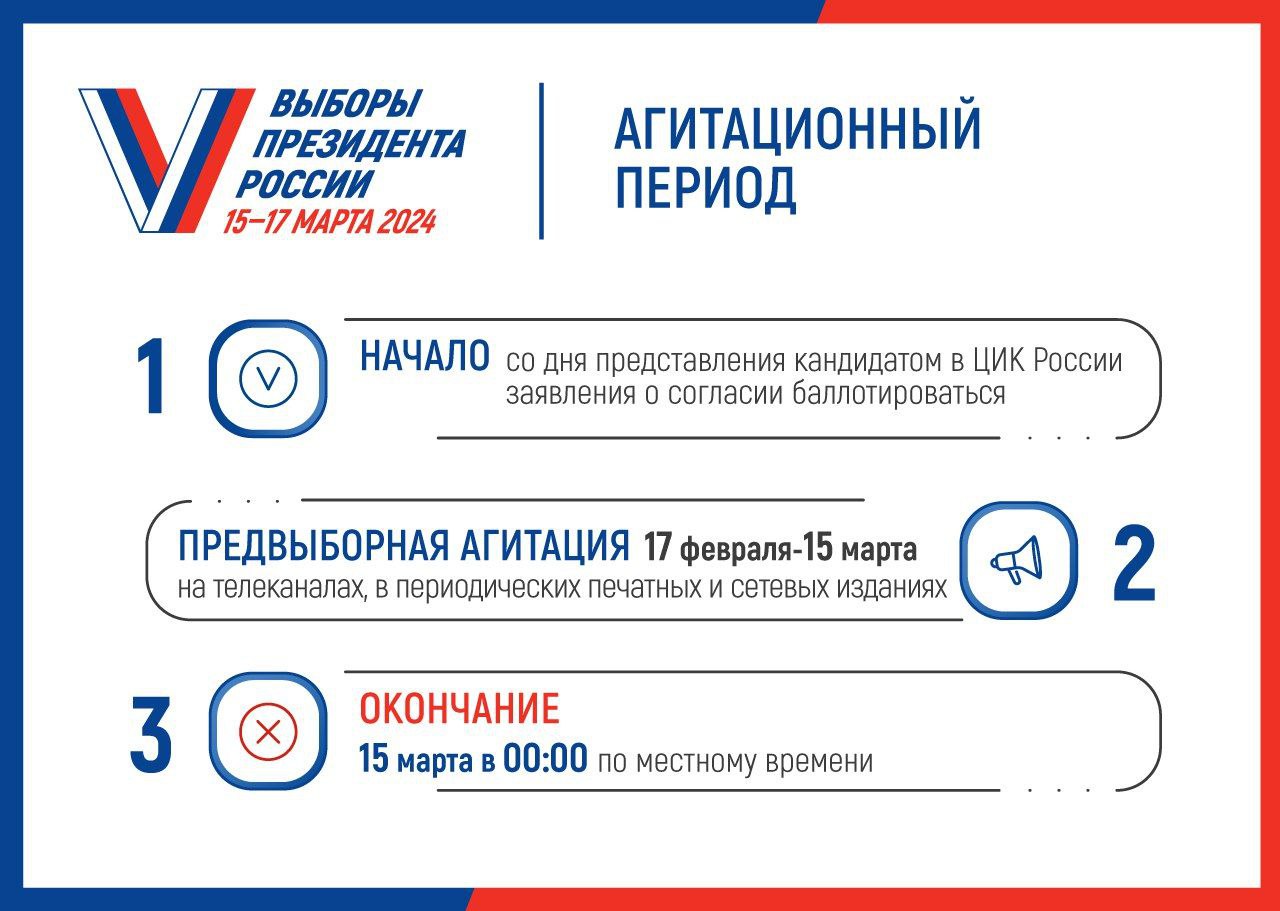 ВЫБОРЫ
ПРЕЗИДЕНТА
РОССИИ
15–17 МАРТА 2024
АГИТАЦИОННЫЙ
ПЕРИОД
1
НАЧАЛО со дня представления кандидатом в ЦИК России
заявления о согласии баллотироваться
ПРЕДВЫБОРНАЯ АГИТАЦИЯ 17 февраля-15 марта
на телеканалах, в периодических печатных и сетевых изданиях
2
3
ОКОНЧАНИЕ
15 марта в 00:00 по местному времени